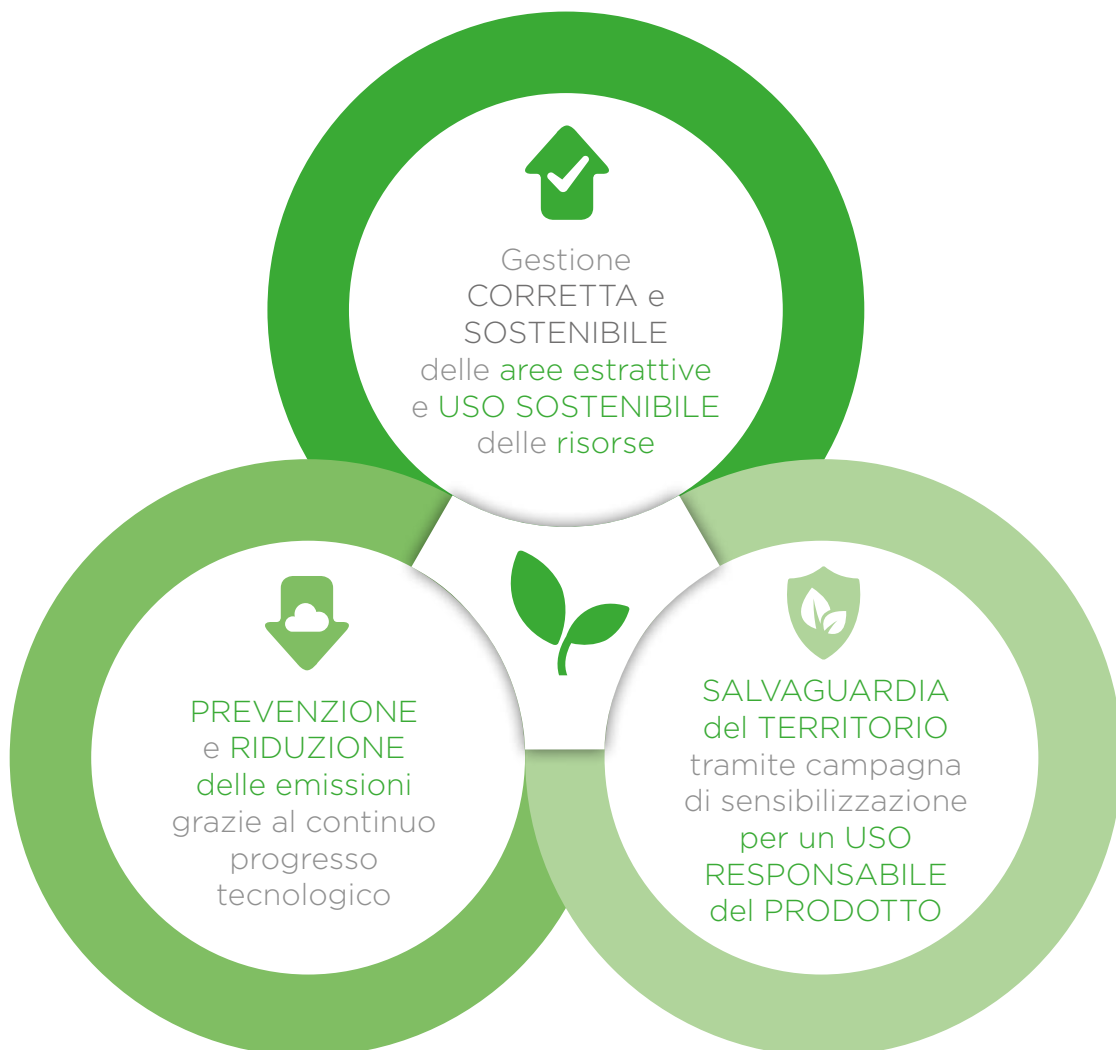 Gestione
CORRETTA e
SOSTENIBILE
delle aree estrattive
e USO SOSTENIBILE
delle risorse
PREVENZIONE
e RIDUZIONE
delle emissioni
grazie al continuo
progresso
tecnologico
SALVAGUARDIA
del TERRITORIO
tramite campagna
di sensibilizzazione
per un USO
RESPONSABILE
del PRODOTTO